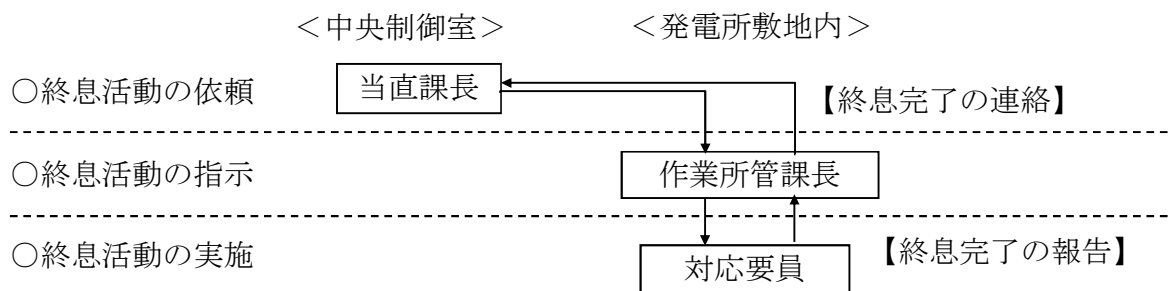 ＜中央制御室＞ ＜発電所敷地内＞
○終息活動の依頼 当直課長 【終息完了の連絡】
○終息活動の指示 作業所管課長
○終息活動の実施 対応要員 【終息完了の報告】